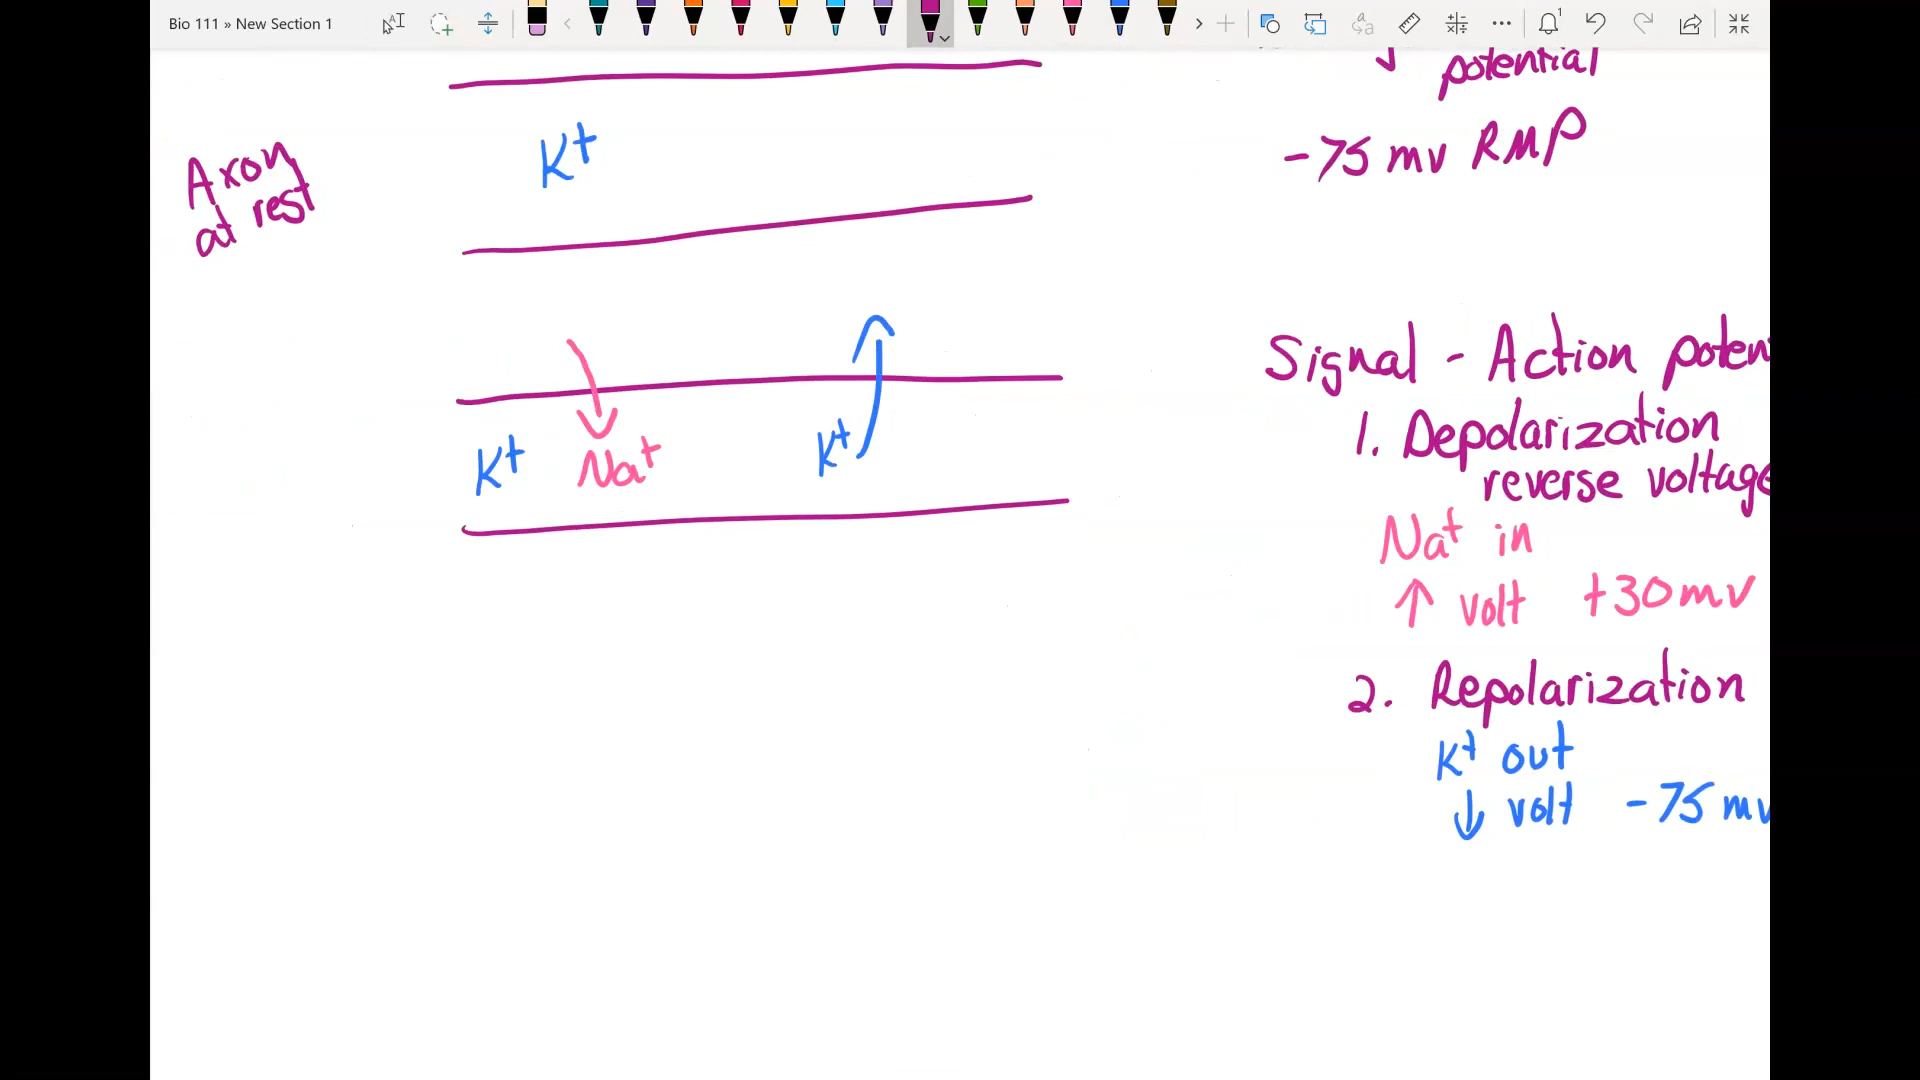 Bio 111 » New Section 1
potential
-75 mv RMP
K+
Axon
at rest
Signal - Action poten
1. Depolarization
reverse voltage
K+ Na+ K+
Na+ in
↑ volt +30mv
2. Repolarization
K+ out
↓ volt -75 mv